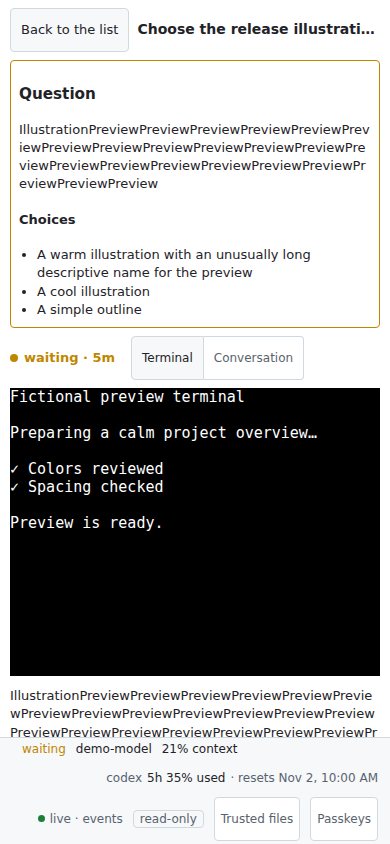 Back to the list
Choose the release illustrati…
Question
IllustrationPreviewPreviewPreviewPreviewPreviewPrev
iewPreviewPreviewPreviewPreviewPreviewPreviewPre
viewPreviewPreviewPreviewPreviewPreviewPreviewPr
eviewPreviewPreview
Choices
• A warm illustration with an unusually long
descriptive name for the preview
• A cool illustration
• A simple outline
waiting · 5m
Terminal
Conversation
Fictional preview terminal
Preparing a calm project overview…
✓ Colors reviewed
✓ Spacing checked
Preview is ready.
IllustrationPreviewPreviewPreviewPreviewPreviewPrevie
wPreviewPreviewPreviewPreviewPreviewPreviewPreview
PreviewPreviewPreviewPreviewPreviewPreviewPreviewPr
waiting demo-model 21% context
codex 5h 35% used · resets Nov 2, 10:00 AM
live · events
read-only
Trusted files
Passkeys